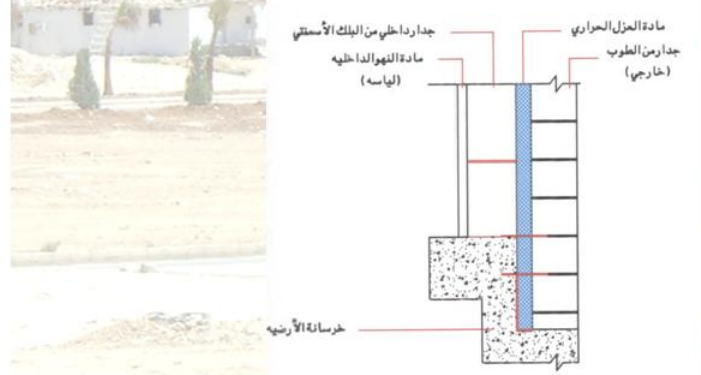 مادة العزل الحراري
جدار من الطوب
(خارجي)
جدار داخلي من البلك الأسمنتي
مادة النهو الداخليه
(لياسه)
خرسانة الأرضيه